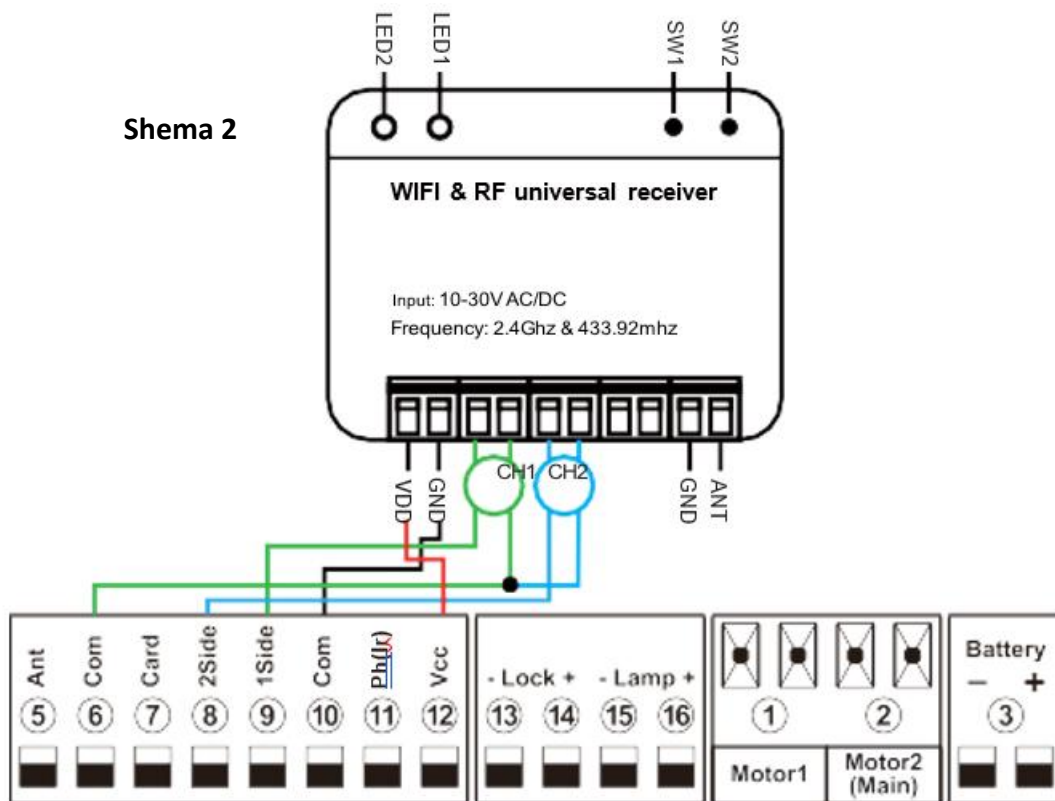 LED2 LED1 SW1 SW2
Shema 2
WIFI & RF universal receiver
Input: 10-30V AC/DC
Frequency: 2.4Ghz & 433.92mhz
CH1 CH2
VDD GND GND ANT
Ant Com Card 2Side 1Side Com Ph(Ir) Vcc
- Lock + - Lamp +
Battery
- +
5 6 7 8 9 10 11 12 13 14 15 16 1 2 3
Motor1 Motor2
(Main)